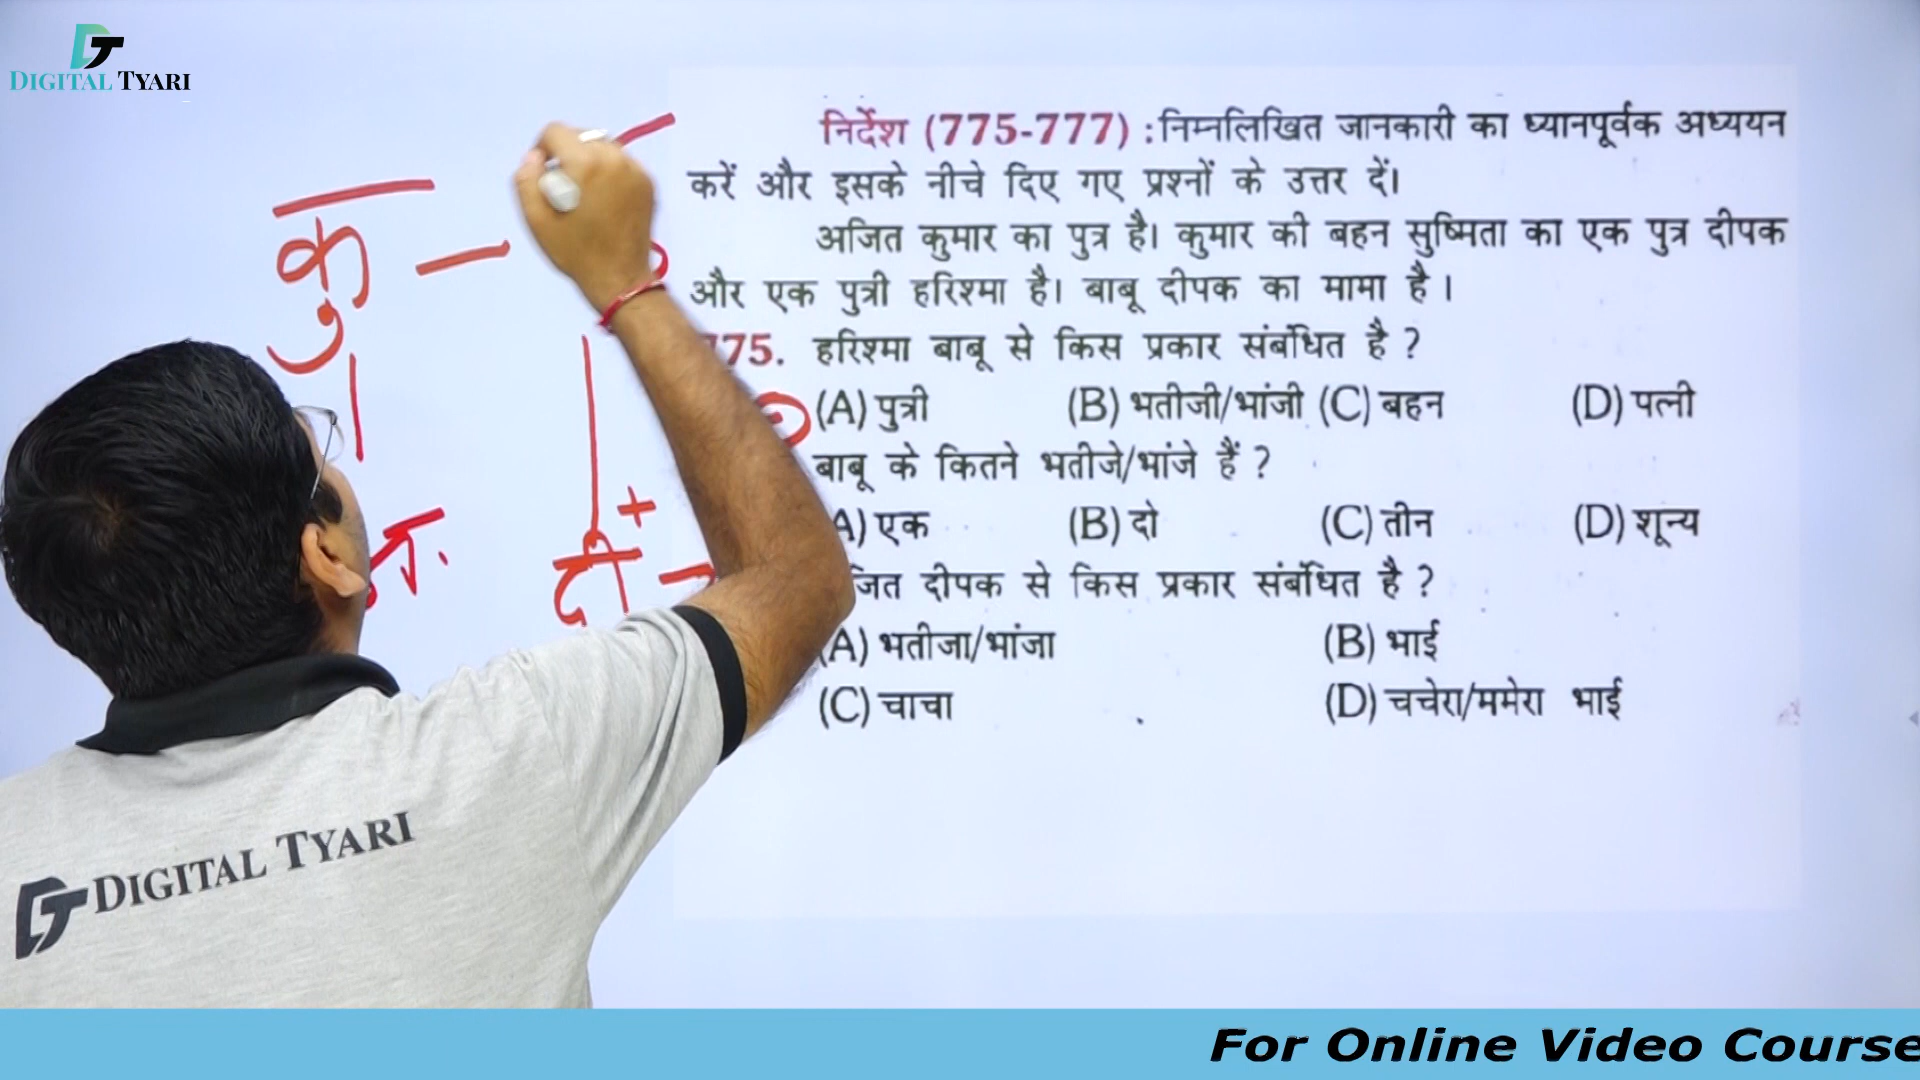 DT
DIGITAL TYARI
निर्देश (775-777) : निम्नलिखित जानकारी का ध्यानपूर्वक अध्ययन
करें और इसके नीचे दिए गए प्रश्नों के उत्तर दें।
अजित कुमार का पुत्र है। कुमार की बहन सुष्मिता का एक पुत्र दीपक
और एक पुत्री हरिश्मा है। बाबू दीपक का मामा है।
75. हरिश्मा बाबू से किस प्रकार संबंधित है ?
(A) पुत्री (B) भतीजी/भांजी (C) बहन (D) पत्नी
बाबू के कितने भतीजे/भांजे हैं ?
A) एक (B) दो (C) तीन (D) शून्य
जित दीपक से किस प्रकार संबंधित है ?
(A) भतीजा/भांजा (B) भाई
(C) चाचा (D) चचेरा/ममेरा भाई
कु —
+
दी —
DT DIGITAL TYARI
For Online Video Course